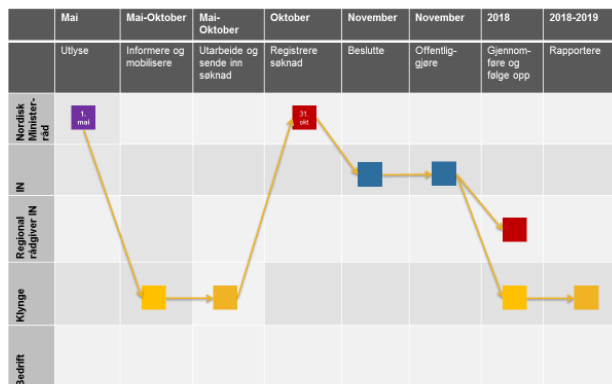 Mai
Mai-Oktober
Mai-
Oktober
Oktober
November
November
2018
2018-2019
Utlyse
Informere og
mobilisere
Utarbeide og
sende inn
søknad
Registrere
søknad
Beslutte
Offentlig-
gjøre
Gjennom-
føre og
følge opp
Rapportere
Nordisk
Minister-
råd
1.
mai
31.
okt
IN
Regional
rådgiver IN
Klynge
Bedrift